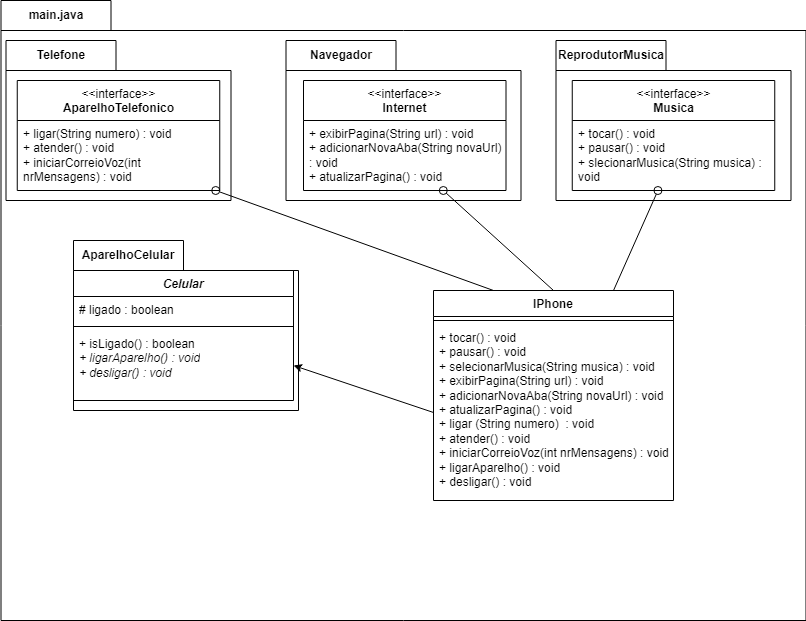 main.java
Telefone
<<interface>>
AparelhoTelefonico
+ ligar(String numero) : void
+ atender() : void
+ iniciarCorreioVoz(int
nrMensagens) : void
Navegador
<<interface>>
Internet
+ exibirPagina(String url) : void
+ adicionarNovaAba(String novaUrl)
: void
+ atualizarPagina() : void
ReprodutorMusica
<<interface>>
Musica
+ tocar() : void
+ pausar() : void
+ slecionarMusica(String musica) :
void
AparelhoCelular
Celular
# ligado : boolean
+ isLigado() : boolean
+ ligarAparelho() : void
+ desligar() : void
IPhone
+ tocar() : void
+ pausar() : void
+ selecionarMusica(String musica) : void
+ exibirPagina(String url) : void
+ adicionarNovaAba(String novaUrl) : void
+ atualizarPagina() : void
+ ligar (String numero)  : void
+ atender() : void
+ iniciarCorreioVoz(int nrMensagens) : void
+ ligarAparelho() : void
+ desligar() : void